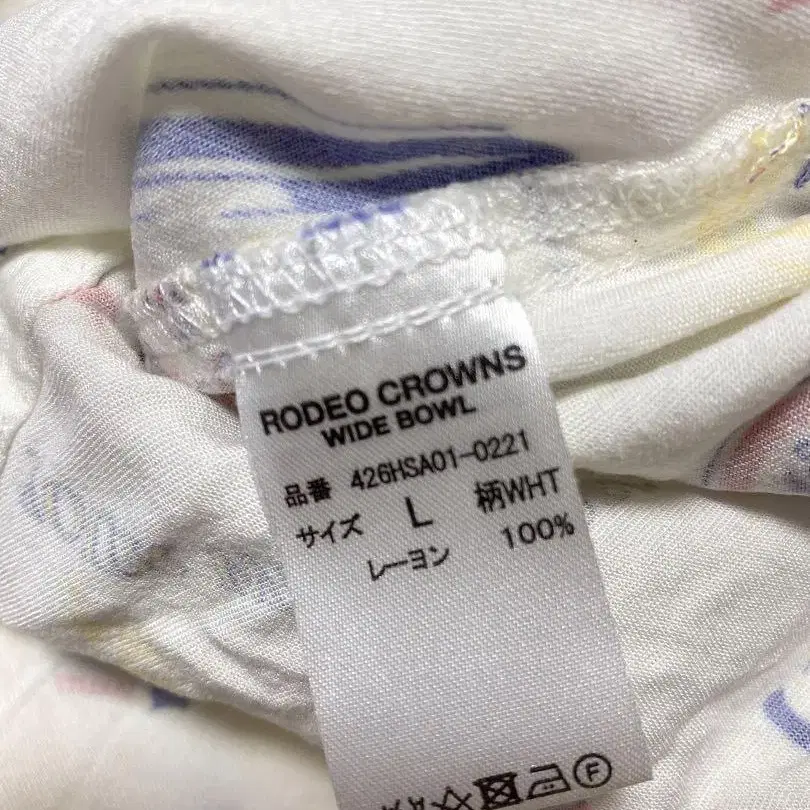 RODEO CROWNS
WIDE BOWL
品番 426HSA01-0221
サイズ L 柄WHT
レーヨン 100%
F